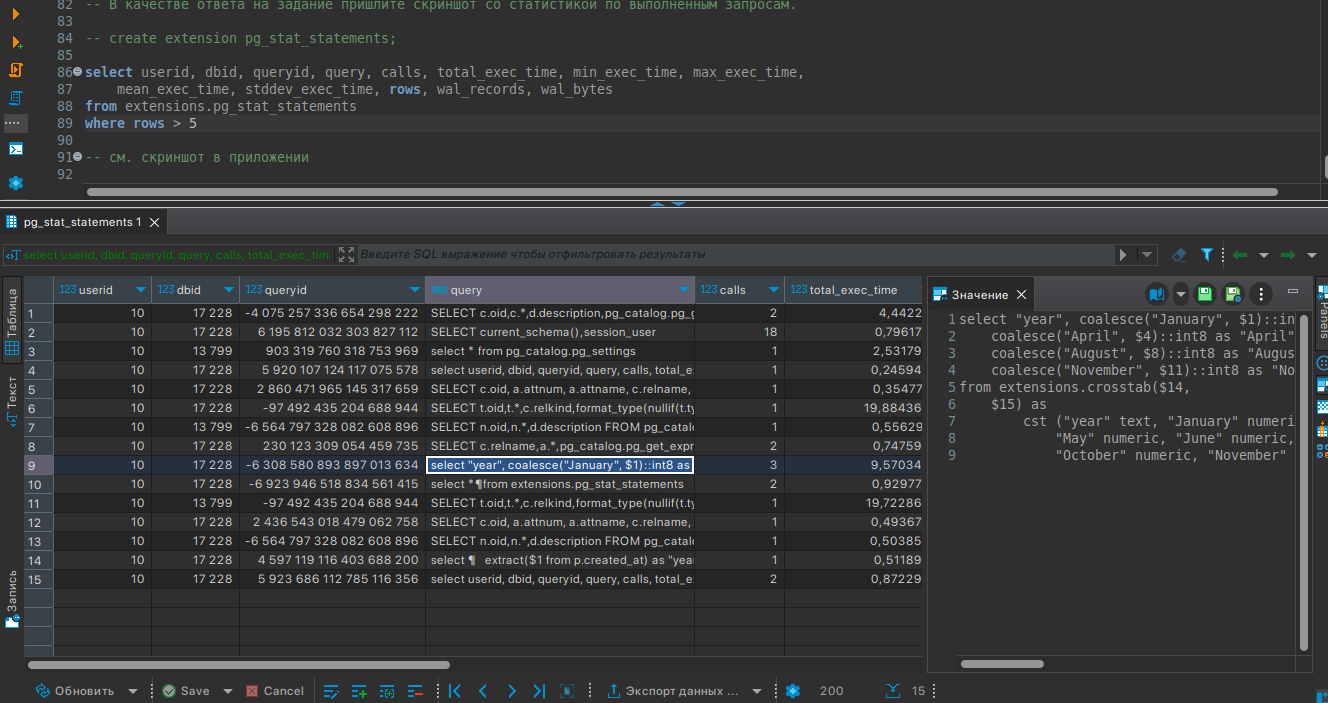 82 -- В качестве ответа на задание пришлите скриншот со статистикой по выполненным запросам.
83
84 -- create extension pg_stat_statements;
85
86 select userid, dbid, queryid, query, calls, total_exec_time, min_exec_time, max_exec_time,
87 mean_exec_time, stddev_exec_time, rows, wal_records, wal_bytes
88 from extensions.pg_stat_statements
89 where rows > 5
90
91 -- см. скриншот в приложении
92
pg_stat_statements 1
select userid, dbid, queryid, query, calls, total_exec_tim Введите SQL выражение чтобы отфильтровать результаты
Таблица
Текст
Запись
123 userid 123 dbid 123 queryid ABC query 123 calls 123 total_exec_time
1 10 17 228 -4 075 257 336 654 298 222 SELECT c.oid,c.*,d.description,pg_catalog.pg_g 2 4,4422
2 10 17 228 6 195 812 032 303 827 112 SELECT current_schema(),session_user 18 0,79617
3 10 13 799 903 319 760 318 753 969 select * from pg_catalog.pg_settings 1 2,53179
4 10 17 228 5 920 107 124 117 075 578 select userid, dbid, queryid, query, calls, total_e 1 0,24594
5 10 17 228 2 860 471 965 145 317 659 SELECT c.oid, a.attnum, a.attname, c.relname, 1 0,35477
6 10 17 228 -97 492 435 204 688 944 SELECT t.oid,t.*,c.relkind,format_type(nullif(t.ty 1 19,88436
7 10 13 799 -6 564 797 328 082 608 896 SELECT n.oid,n.*,d.description FROM pg_catalo 1 0,55629
8 10 17 228 230 123 309 054 459 735 SELECT c.relname,a.*,pg_catalog.pg_get_expr 2 0,74759
9 10 17 228 -6 308 580 893 897 013 634 select "year", coalesce("January", $1)::int8 as 3 9,57034
10 10 17 228 -6 923 946 518 834 561 415 select *¶from extensions.pg_stat_statements 2 0,92977
11 10 13 799 -97 492 435 204 688 944 SELECT t.oid,t.*,c.relkind,format_type(nullif(t.ty 1 19,72286
12 10 17 228 2 436 543 018 479 062 758 SELECT c.oid, a.attnum, a.attname, c.relname, 1 0,49367
13 10 17 228 -6 564 797 328 082 608 896 SELECT n.oid,n.*,d.description FROM pg_catalo 1 0,50385
14 10 17 228 4 597 119 116 403 688 200 select ¶ extract($1 from p.created_at) as "yea 1 0,51189
15 10 17 228 5 923 686 112 785 116 356 select userid, dbid, queryid, query, calls, total_e 2 0,87229
Значение
1 select "year", coalesce("January", $1)::in
2 coalesce("April", $4)::int8 as "April"
3 coalesce("August", $8)::int8 as "Augus
4 coalesce("November", $11)::int8 as "No
5 from extensions.crosstab($14,
6 $15) as
7 cst ("year" text, "January" numeri
8 "May" numeric, "June" numeric,
9 "October" numeric, "November"
Panels
Обновить Save Cancel Экспорт данных ... 200 15